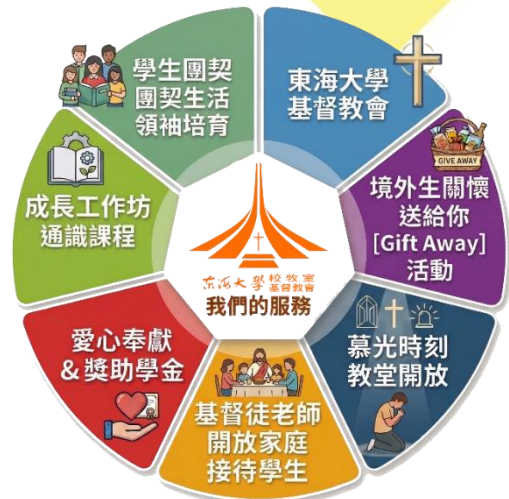 學生團契
團契生活
領袖培育
東海大學
基督教會
GIVE AWAY
境外生關懷
送給你
[Gift Away]
活動
慕光時刻
教堂開放
基督徒老師
開放家庭
接待學生
愛心奉獻
&獎助學金
成長工作坊
通識課程
东海大學 校牧室
基督教會
我們的服務